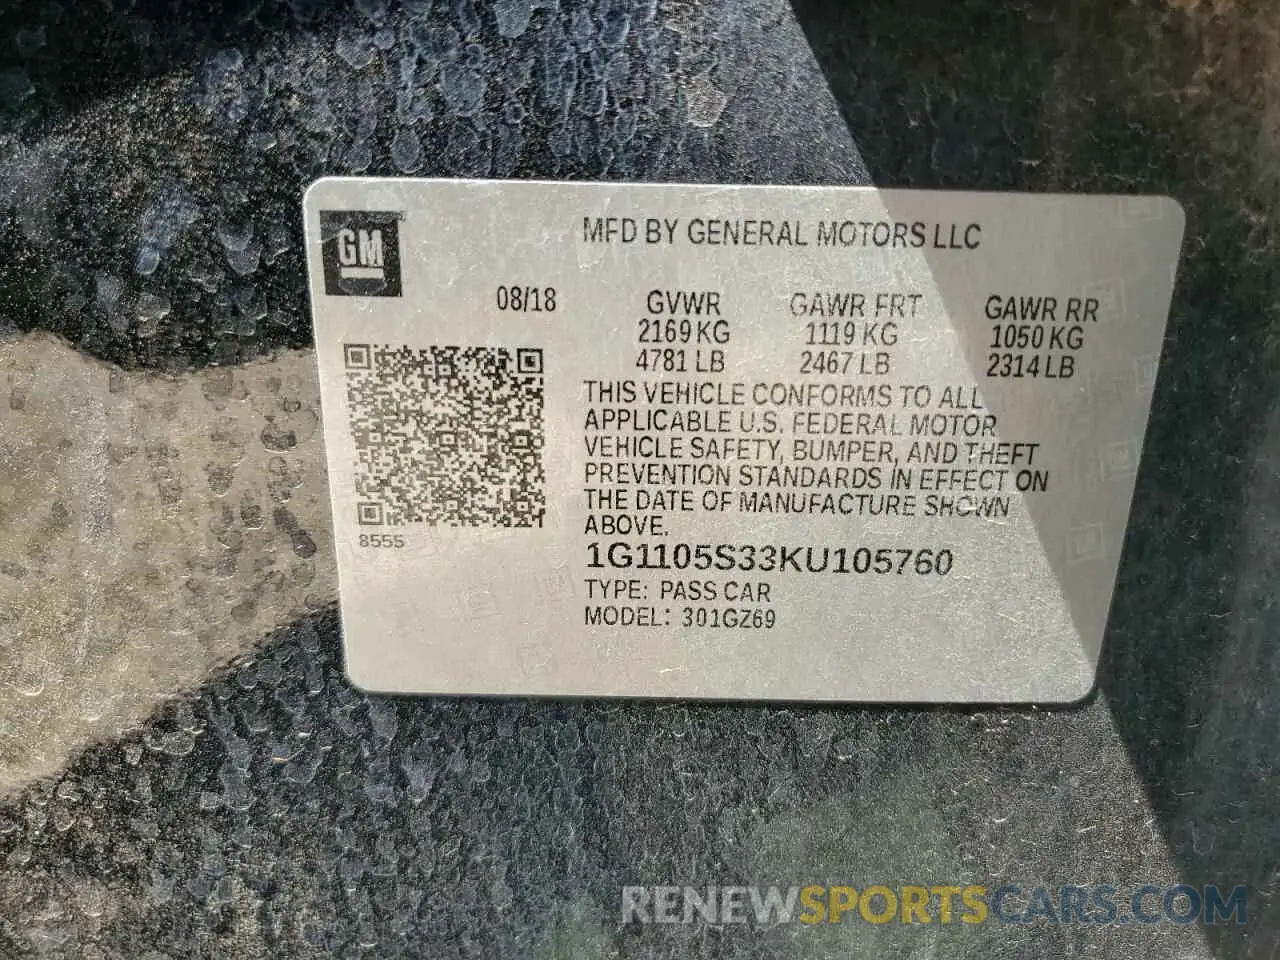 GM
MFD BY GENERAL MOTORS LLC
08/18 GVWR GAWR FRT GAWR RR
2169 KG 1119 KG 1050 KG
4781 LB 2467 LB 2314 LB
THIS VEHICLE CONFORMS TO ALL
APPLICABLE U.S. FEDERAL MOTOR
VEHICLE SAFETY, BUMPER, AND THEFT
PREVENTION STANDARDS IN EFFECT ON
THE DATE OF MANUFACTURE SHOWN
ABOVE.
8555
1G1105S33KU105760
TYPE: PASS CAR
MODEL: 301GZ69
RENEWSPORTSCARS.COM